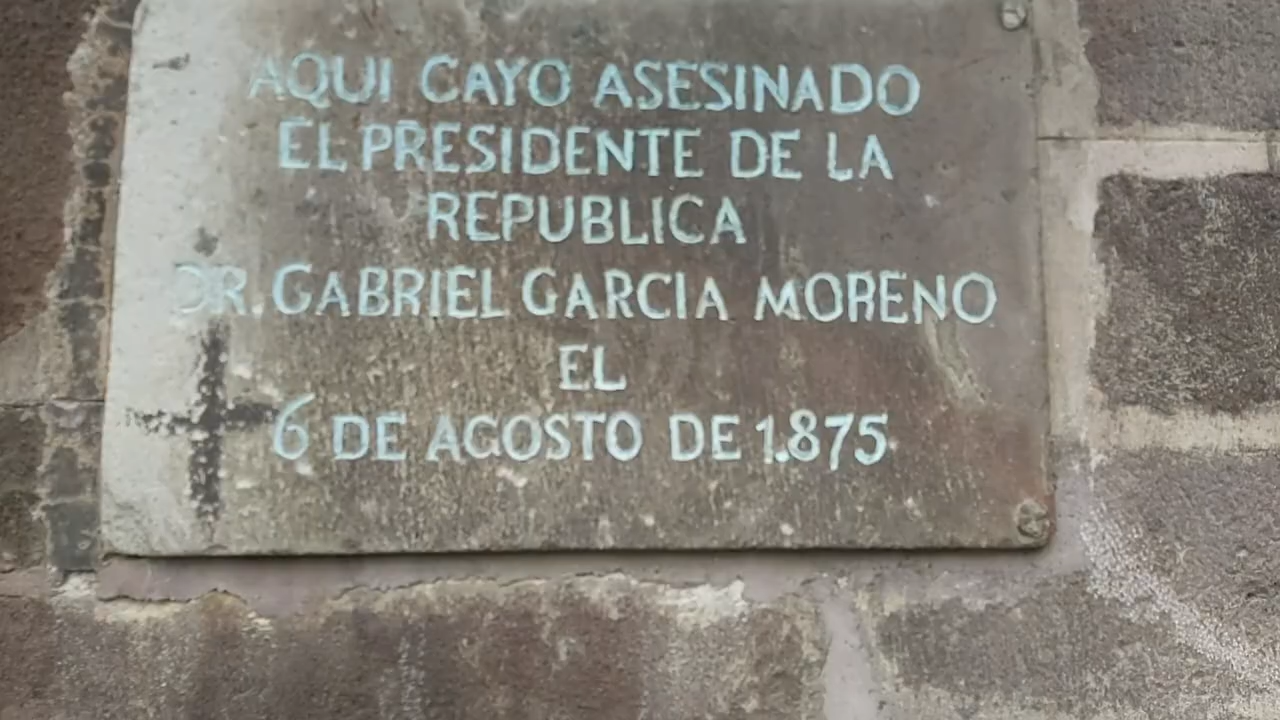 AQUI CAYO ASESINADO
EL PRESIDENTE DE LA
REPUBLICA
DR. GABRIEL GARCIA MORENO
EL
6 DE AGOSTO DE 1.875